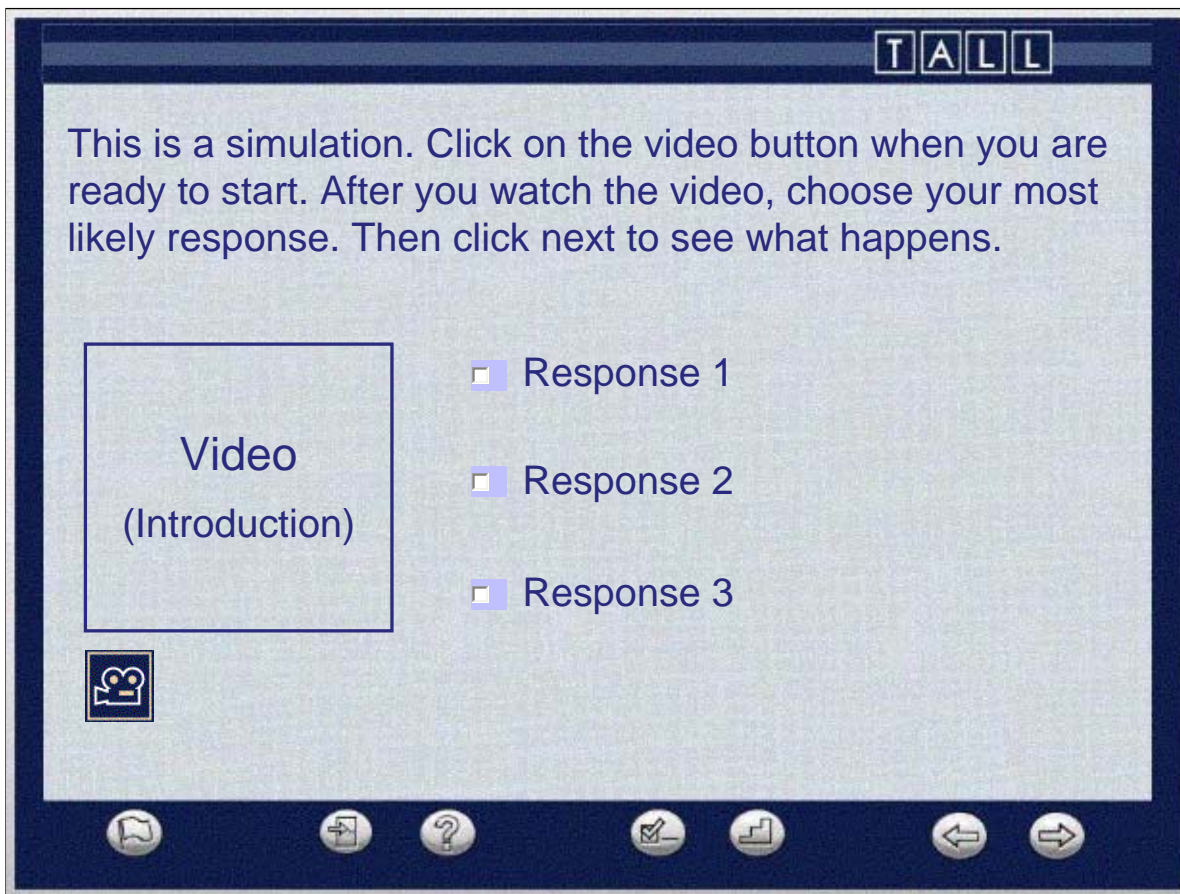 TALL
This is a simulation. Click on the video button when you are
ready to start. After you watch the video, choose your most
likely response. Then click next to see what happens.
Video
(Introduction)
Response 1
Response 2
Response 3